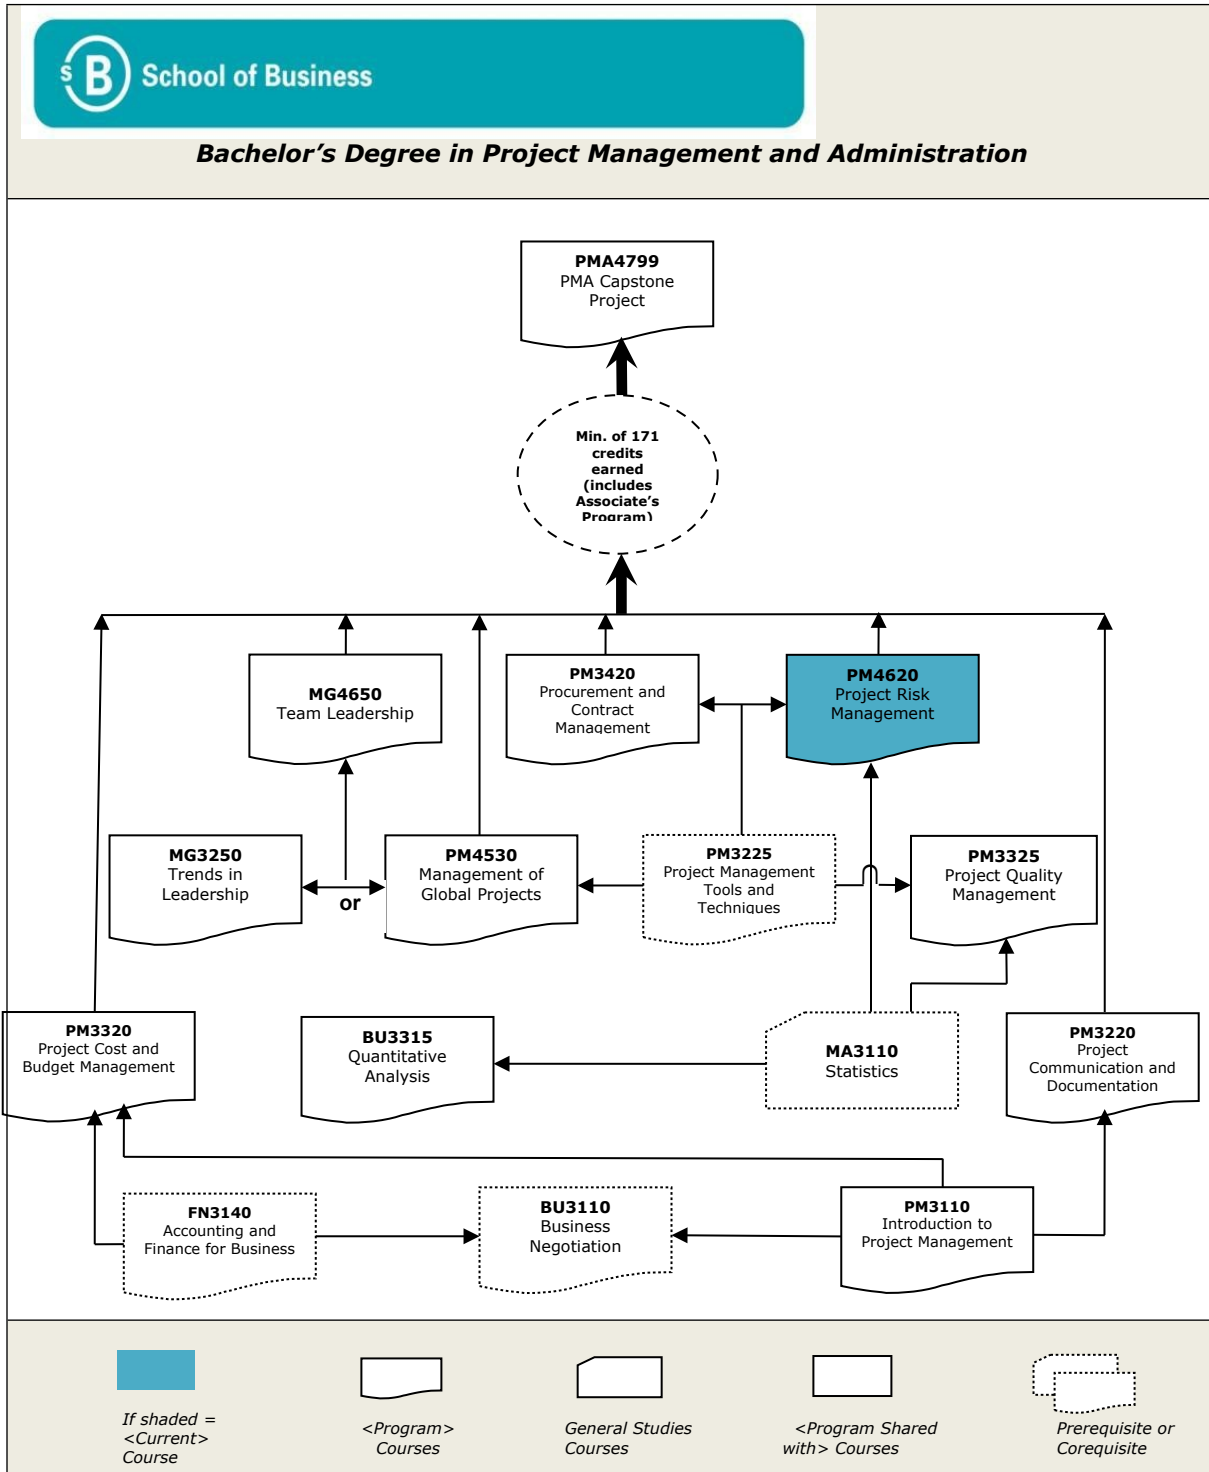 sB School of Business
Bachelor’s Degree in Project Management and Administration
PMA4799
PMA Capstone
Project
Min. of 171
credits
earned
(includes
Associate’s
Program)
MG4650
Team Leadership
PM3420
Procurement and
Contract
Management
PM4620
Project Risk
Management
MG3250
Trends in
Leadership
or
PM4530
Management of
Global Projects
PM3225
Project Management
Tools and
Techniques
PM3325
Project Quality
Management
PM3320
Project Cost and
Budget Management
BU3315
Quantitative
Analysis
MA3110
Statistics
PM3220
Project
Communication and
Documentation
FN3140
Accounting and
Finance for Business
BU3110
Business
Negotiation
PM3110
Introduction to
Project Management
If shaded =
<Current>
Course
<Program>
Courses
General Studies
Courses
<Program Shared
with> Courses
Prerequisite or
Corequisite